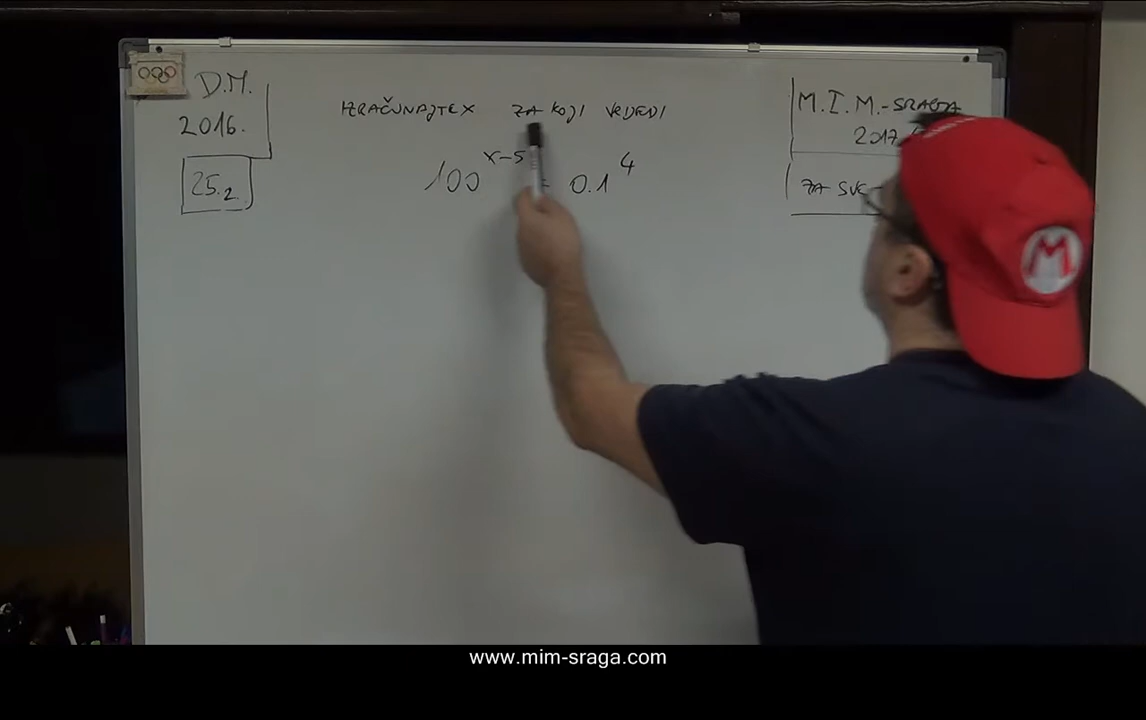 D.M.
2016.
25.2
IZRAČUNAJTE X ZA KOJI VRIJEDI
100^{x-5} = 0.1^4
M.I.M.-SRAGA
2017
ZA SVE-
M
www.mim-sraga.com